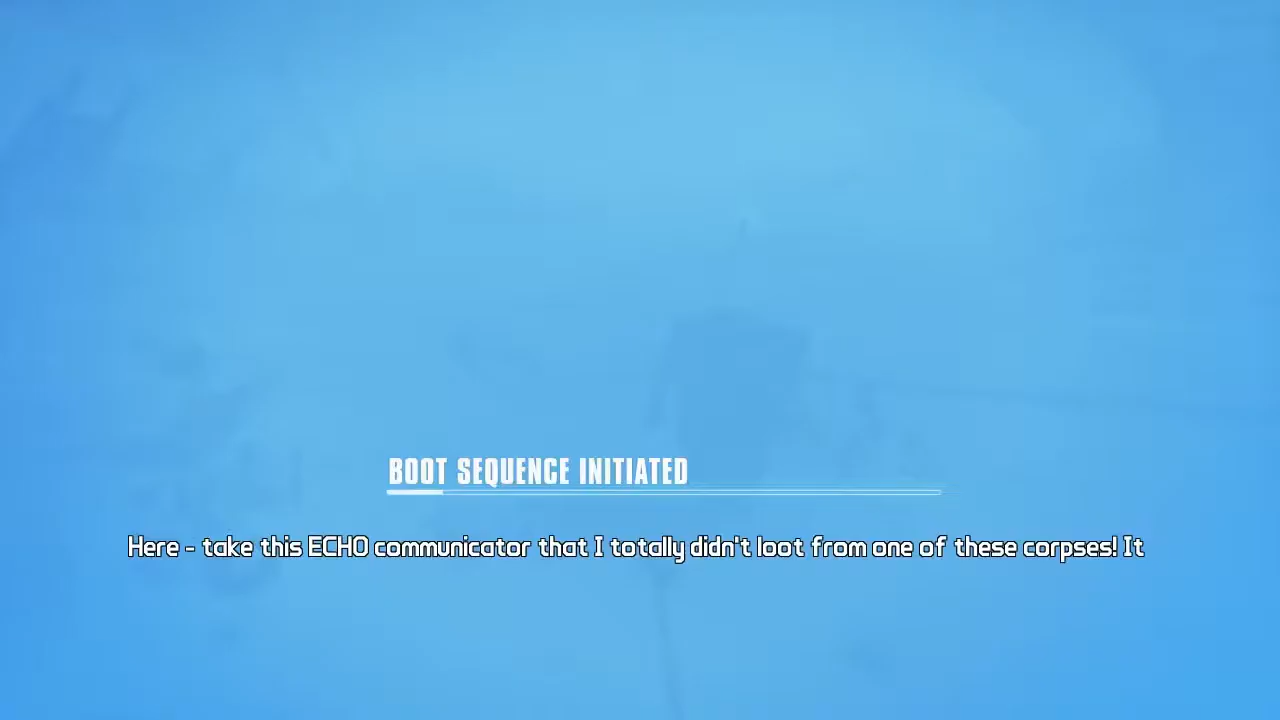 BOOT SEQUENCE INITIATED
Here - take this ECHO communicator that I totally didn't loot from one of these corpses! It